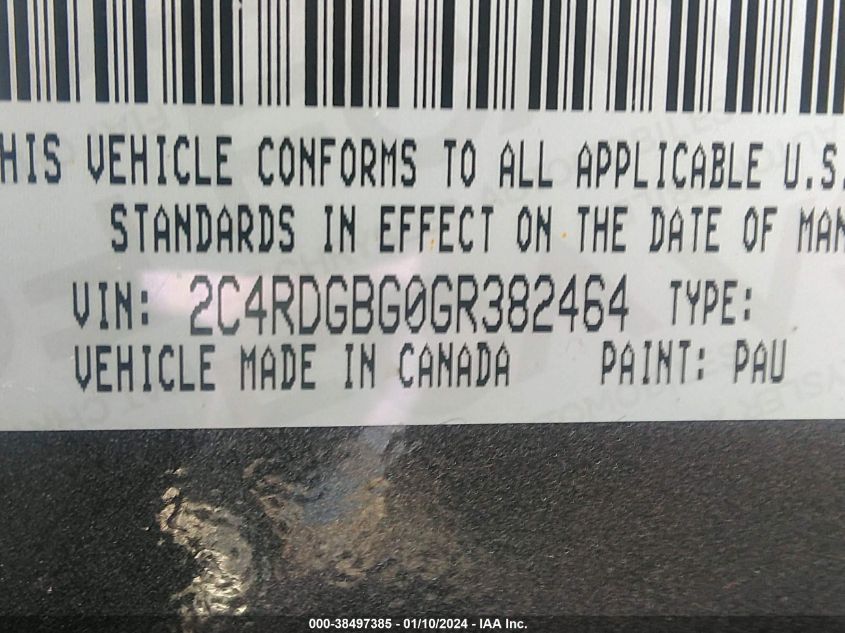 HIS VEHICLE CONFORMS TO ALL APPLICABLE U.S.
STANDARDS IN EFFECT ON THE DATE OF MAN
VIN: 2C4RDGBG0GR382464 TYPE:
VEHICLE MADE IN CANADA PAINT: PAU
000-38497385 - 01/10/2024 - IAA Inc.